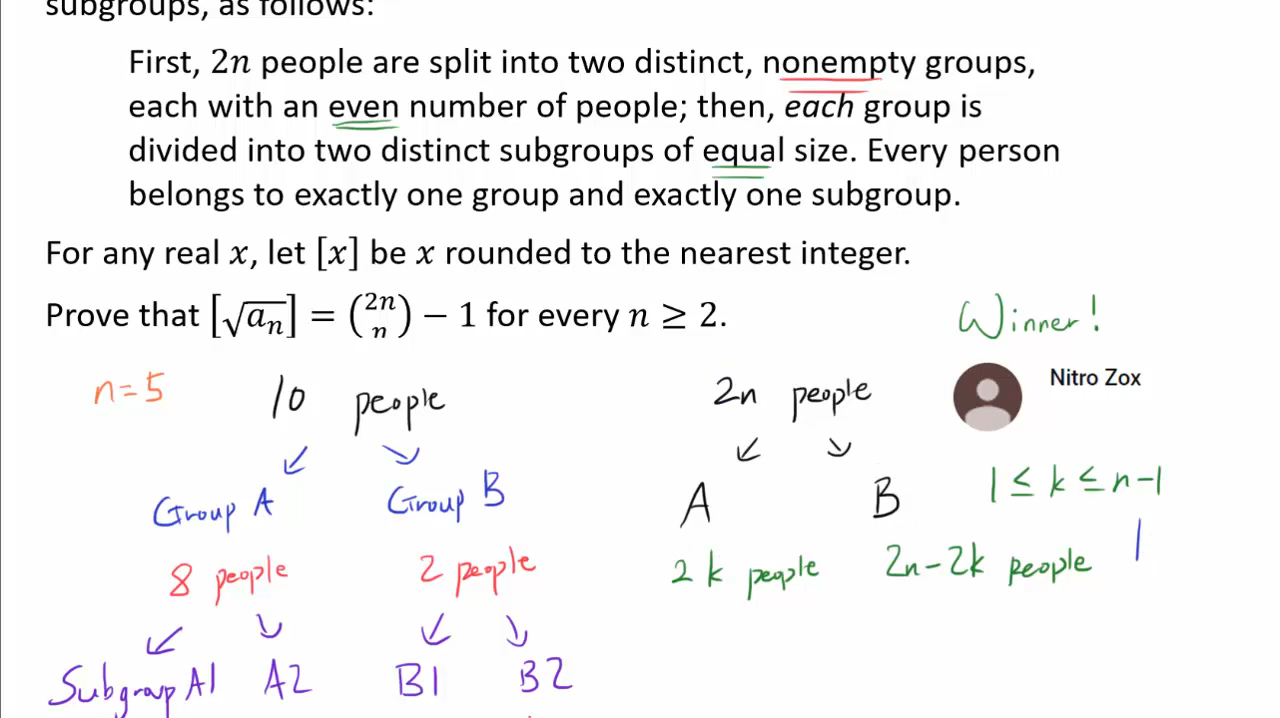 subgroups, as follows:
First, 2n people are split into two distinct, nonempty groups,
each with an even number of people; then, each group is
divided into two distinct subgroups of equal size. Every person
belongs to exactly one group and exactly one subgroup.
For any real x, let [x] be x rounded to the nearest integer.
Prove that [√aₙ] = (2n n) − 1 for every n ≥ 2.
Winner!
Nitro Zox
n=5
10 people
2n people
Group A
Group B
A
B
1 ≤ k ≤ n-1
8 people
2 people
2k people
2n-2k people
Subgroup A1
A2
B1
B2